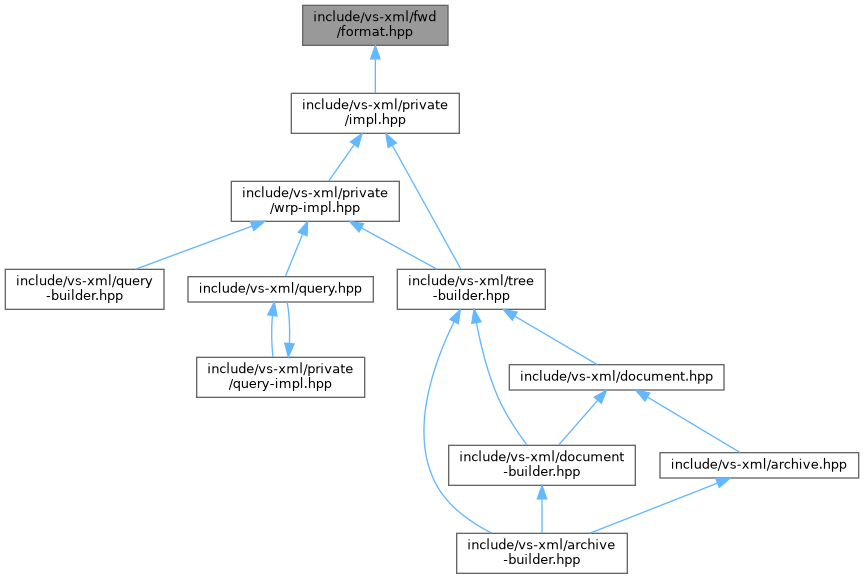 include/vs-xml/fwd
/format.hpp
include/vs-xml/private
/impl.hpp
include/vs-xml/private
/wrp-impl.hpp
include/vs-xml/query
-builder.hpp
include/vs-xml/query.hpp
include/vs-xml/tree
-builder.hpp
include/vs-xml/private
/query-impl.hpp
include/vs-xml/document.hpp
include/vs-xml/document
-builder.hpp
include/vs-xml/archive.hpp
include/vs-xml/archive
-builder.hpp